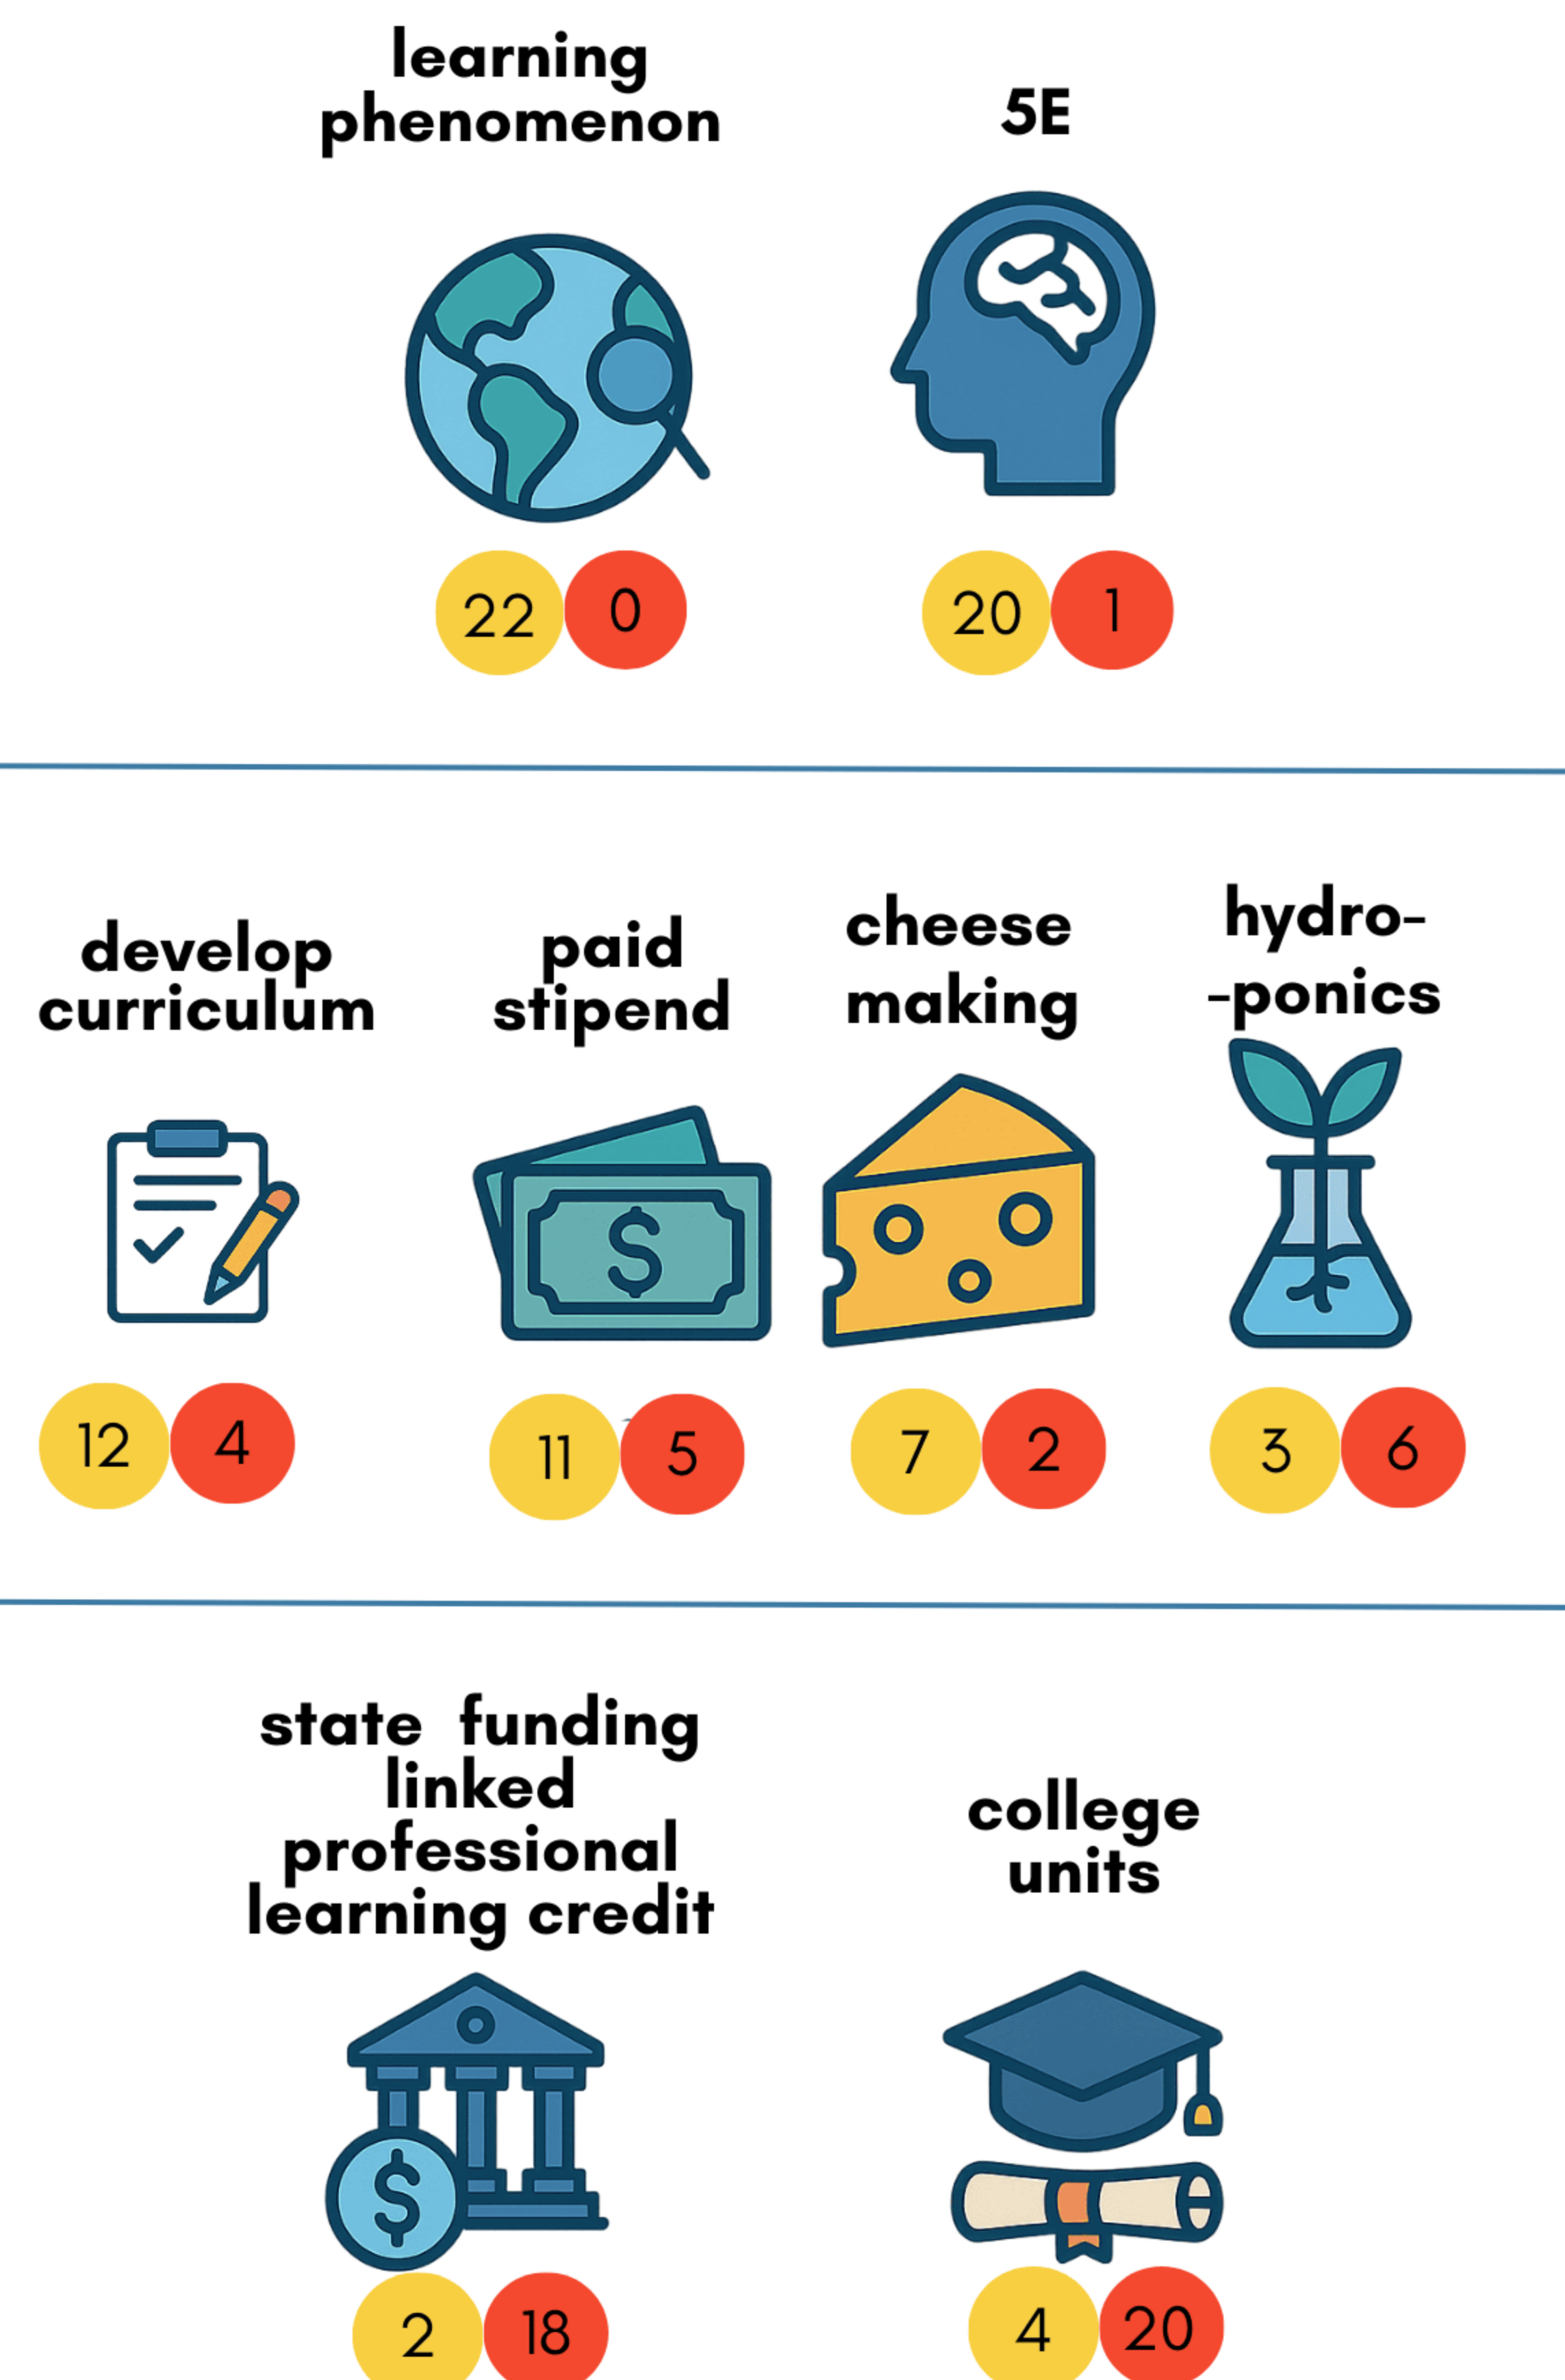 learning
phenomenon
5E
22 0
20 1
develop
curriculum
paid
stipend
cheese
making
hydro-
-ponics
$
12 4
11 5
7 2
3 6
state funding
linked
professional
learning credit
college
units
$
2 18
4 20